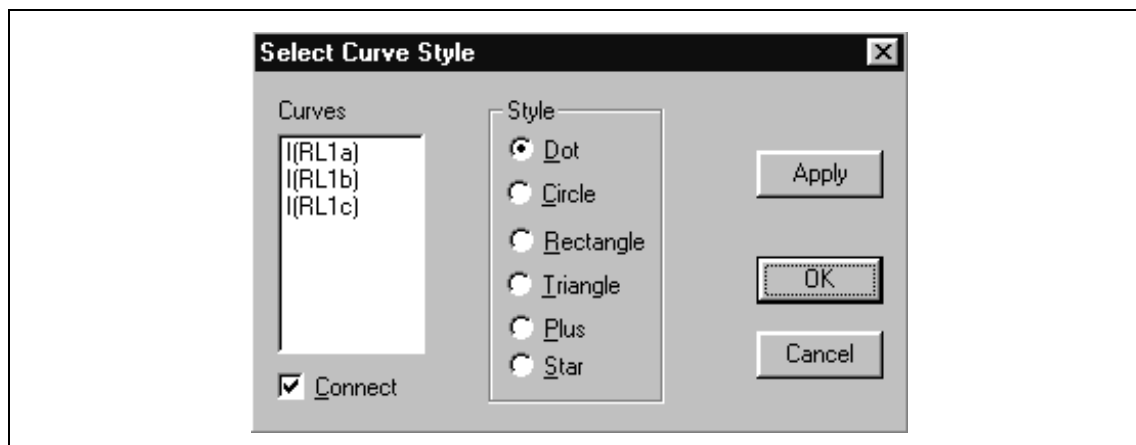 Select Curve Style
Curves
I(RL1a)
I(RL1b)
I(RL1c)
Connect
Style
Dot
Circle
Rectangle
Triangle
Plus
Star
Apply
OK
Cancel